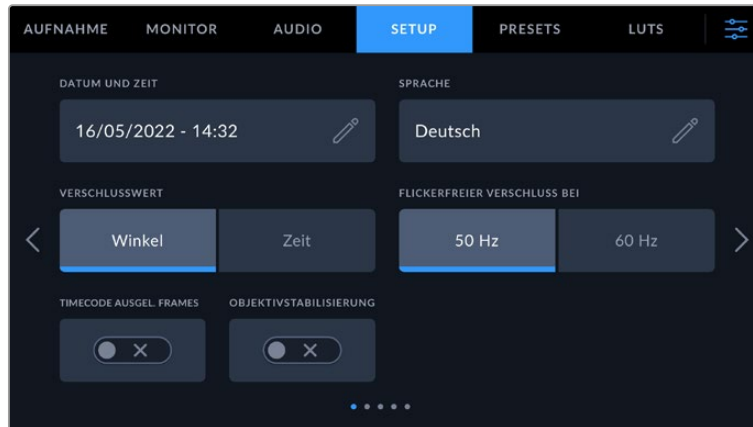 AUFNAHME MONITOR AUDIO SETUP PRESETS LUTS
DATUM UND ZEIT SPRACHE
16/05/2022 - 14:32 Deutsch
VERSCHLUSSWERT FLICKERFREIER VERSCHLUSS BEI
Winkel Zeit 50 Hz 60 Hz
TIMECODE AUSGEL. FRAMES OBJEKTIVSTABILISIERUNG